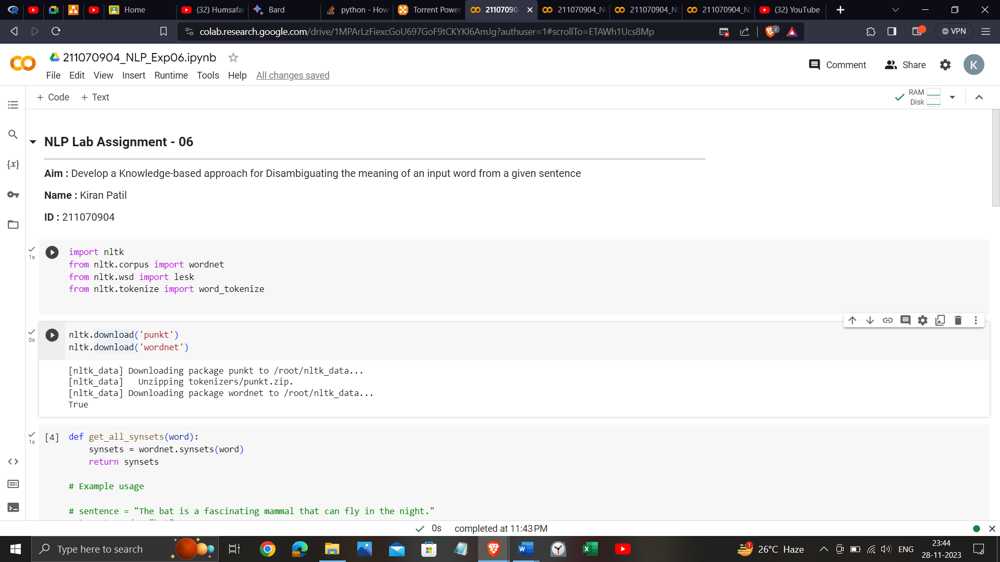 Home
(32) Humsafar
Bard
python - How
Torrent Power
211070904
211070904_NL
211070904_NL
211070904_NL
(32) YouTube
colab.research.google.com/drive/1MPArLzFiexcGoU697GoF9tCKYKI6AmJg?authuser=1#scrollTo=ETAWh1Ucs8Mp
2
VPN
211070904_NLP_Exp06.ipynb
Comment
Share
K
File Edit View Insert Runtime Tools Help All changes saved
+ Code + Text
RAM
Disk
NLP Lab Assignment - 06
Aim : Develop a Knowledge-based approach for Disambiguating the meaning of an input word from a given sentence
Name : Kiran Patil
ID : 211070904
{x}
1s
import nltk
from nltk.corpus import wordnet
from nltk.wsd import lesk
from nltk.tokenize import word_tokenize
0s
nltk.download('punkt')
nltk.download('wordnet')
[nltk_data] Downloading package punkt to /root/nltk_data...
[nltk_data]   Unzipping tokenizers/punkt.zip.
[nltk_data] Downloading package wordnet to /root/nltk_data...
True
1s
[4] def get_all_synsets(word):
synsets = wordnet.synsets(word)
return synsets
# Example usage
# sentence = "The bat is a fascinating mammal that can fly in the night."
0s completed at 11:43 PM
Type here to search
1
26°C Haze
ENG
23:44
28-11-2023